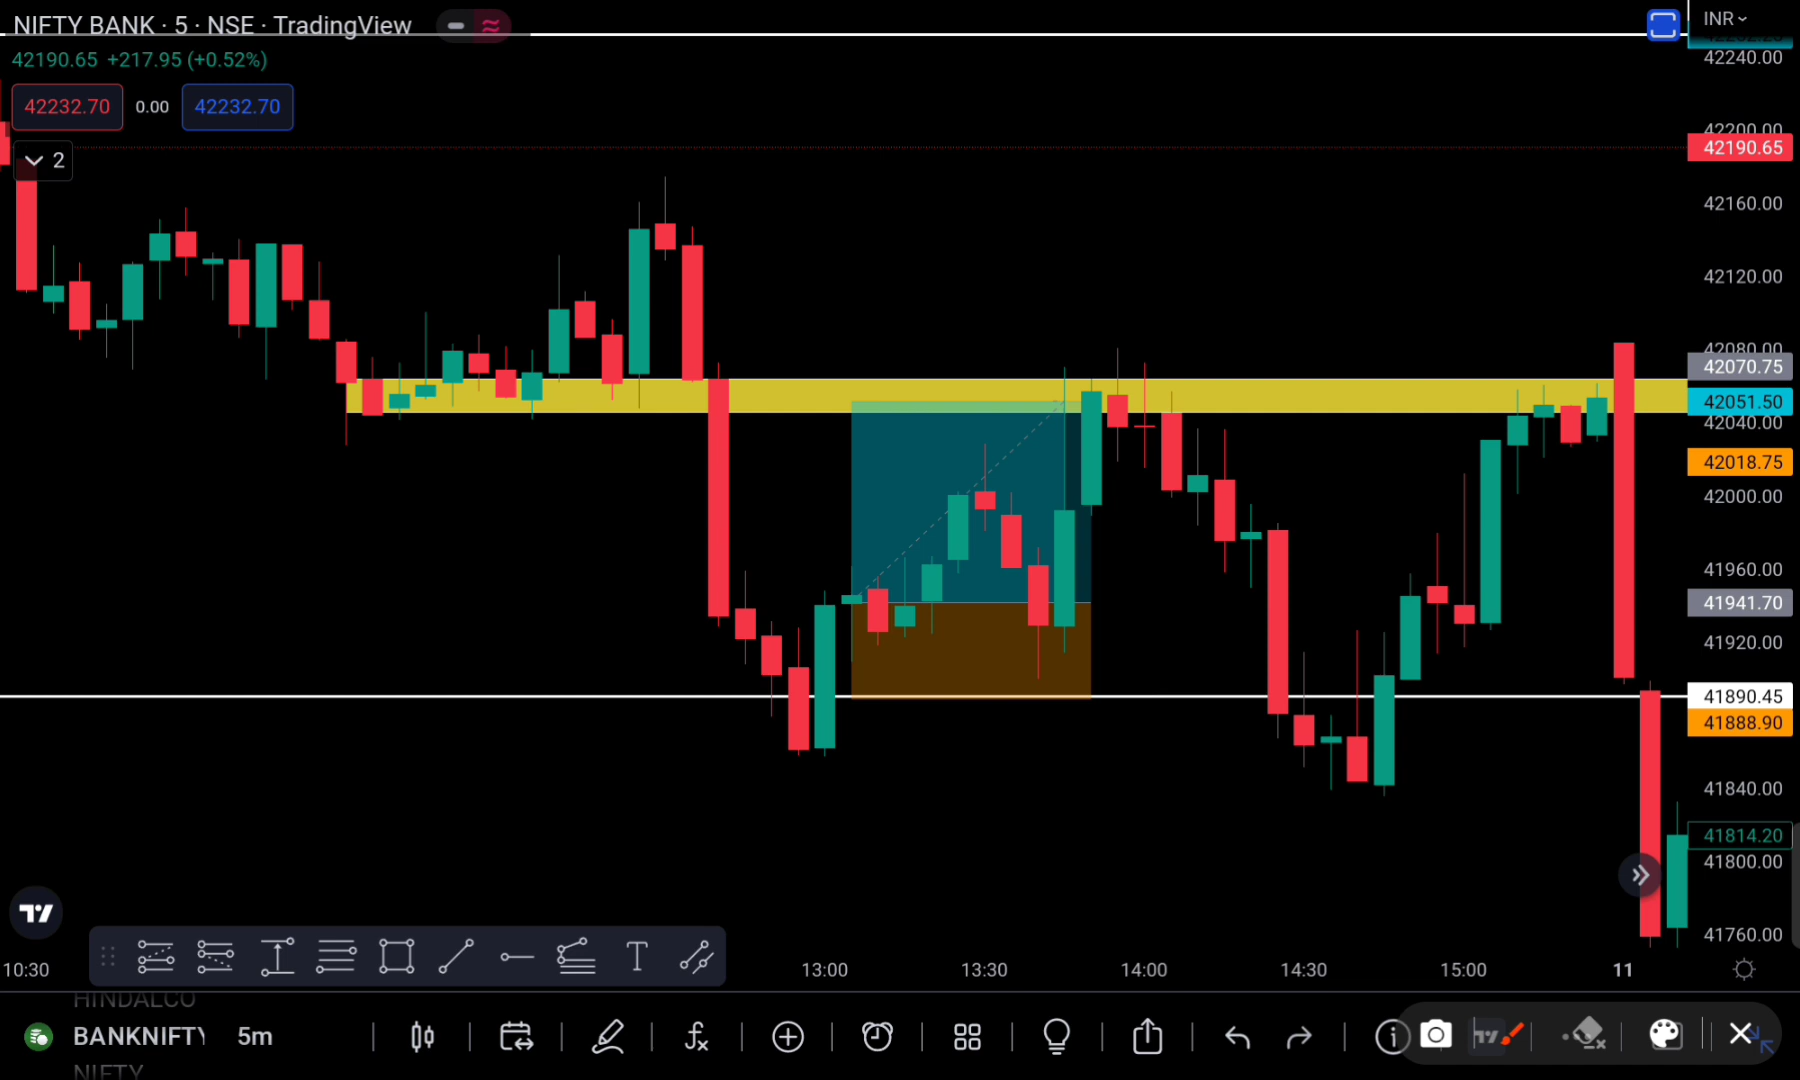 NIFTY BANK · 5 · NSE · TradingView
INR
42190.65 +217.95 (+0.52%)
42240.00
42232.70 0.00 42232.70
42200.00
42190.65
2
42160.00
42120.00
42080.00
42070.75
42051.50
42040.00
42018.75
42000.00
41960.00
41941.70
41920.00
41890.45
41888.90
41840.00
41814.20
41800.00
41760.00
T
10:30 13:00 13:30 14:00 14:30 15:00 11
HINDALCO
BANKNIFTY 5m
NIFTY